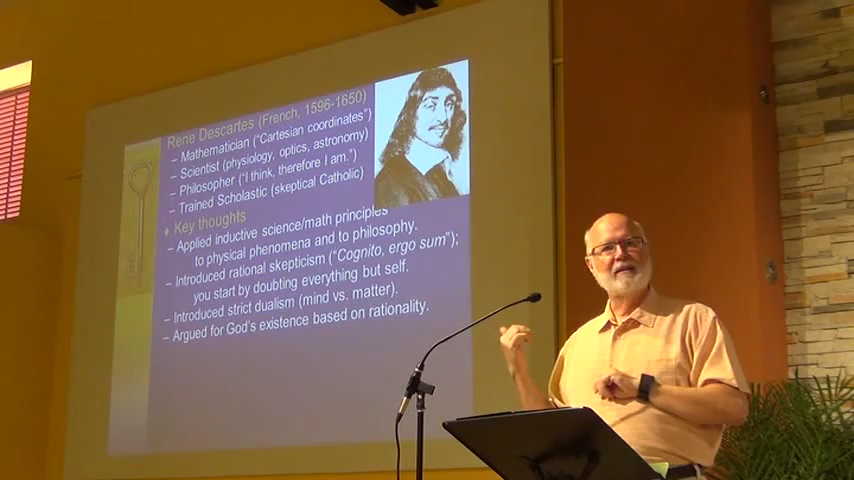 Rene Descartes (French, 1596-1650)
– Mathematician ("Cartesian coordinates")
– Scientist (physiology, optics, astronomy)
– Philosopher ("I think, therefore I am.")
– Trained Scholastic (skeptical Catholic)
♦ Key thoughts
– Applied inductive science/math principles
to physical phenomena and to philosophy.
– Introduced rational skepticism ("Cognito, ergo sum");
you start by doubting everything but self.
– Introduced strict dualism (mind vs. matter).
– Argued for God's existence based on rationality.